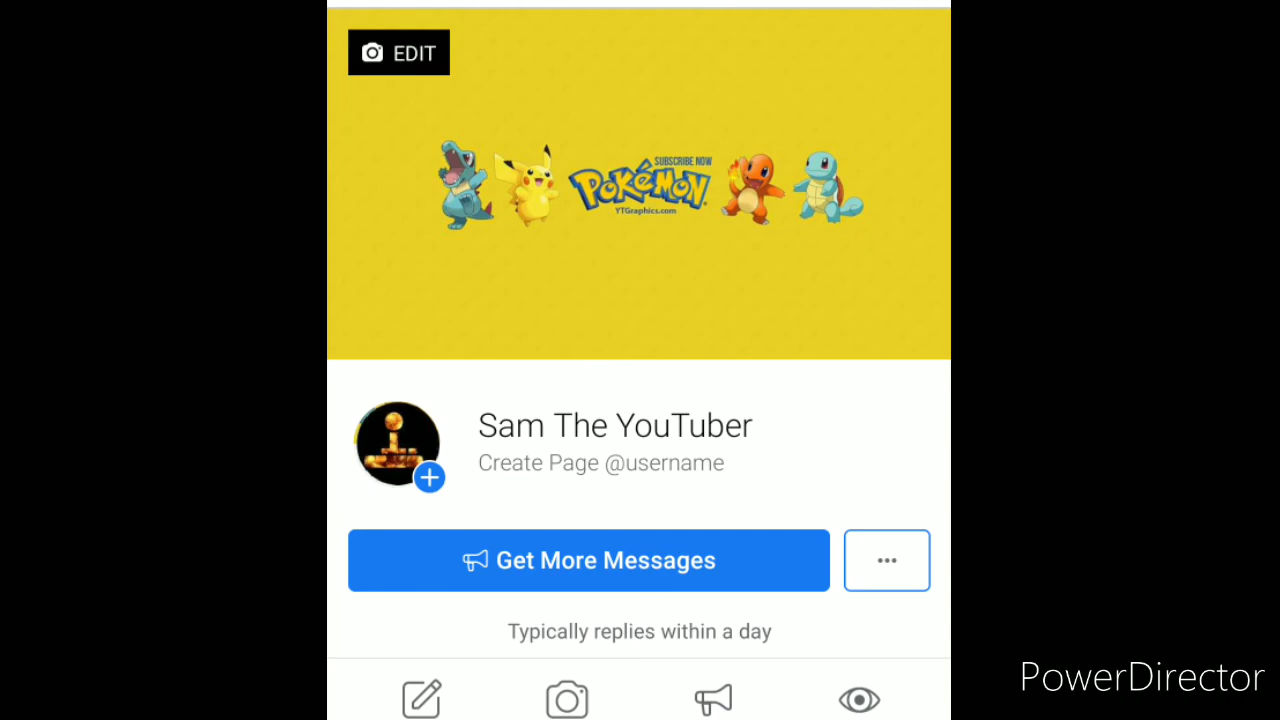 EDIT
SUBSCRIBE NOW
POKéMON
YTGraphics.com
Sam The YouTuber
Create Page @username
Get More Messages
Typically replies within a day
PowerDirector